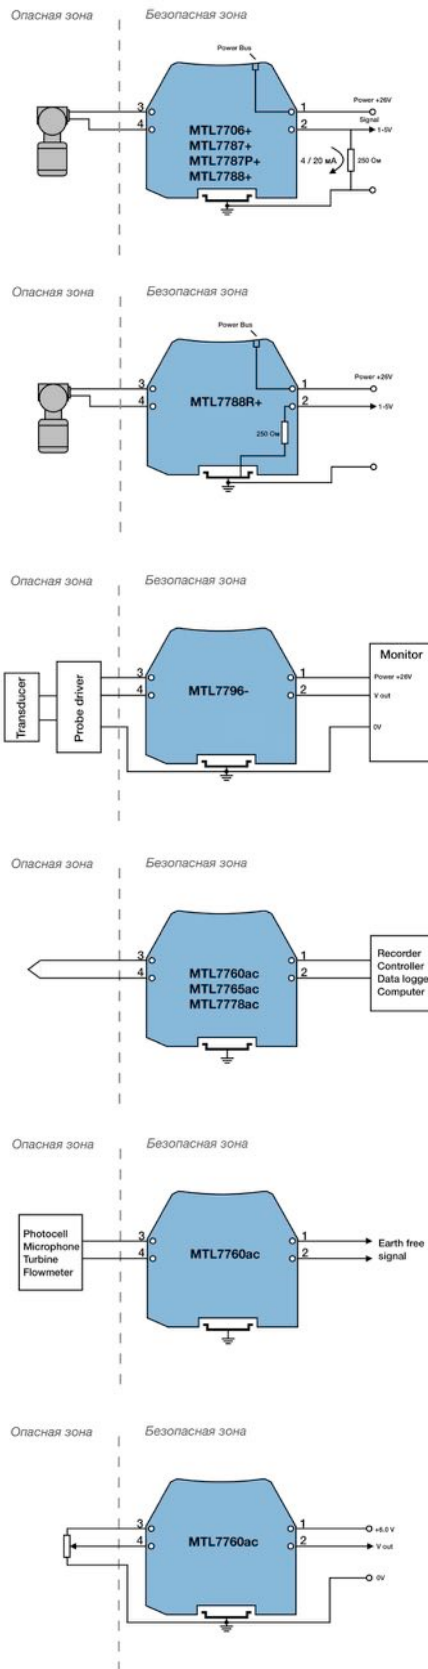 Опасная зона
Безопасная зона
Power Bus
3
4
MTL7706+
MTL7787+
MTL7787P+
MTL7788+
1
2
Power +26V
Signal
1-5V
4 / 20 мА
250 Ом
Опасная зона
Безопасная зона
Power Bus
3
4
MTL7788R+
250 Ом
1
2
Power +26V
1-5V
Опасная зона
Безопасная зона
Transducer
Probe driver
3
4
MTL7796-
1
2
Monitor
Power +26V
V out
0V
Опасная зона
Безопасная зона
3
4
MTL7760ac
MTL7765ac
MTL7778ac
1
2
Recorder
Controller
Data logge
Computer
Опасная зона
Безопасная зона
Photocell
Microphone
Turbine
Flowmeter
3
4
MTL7760ac
1
2
Earth free
signal
Опасная зона
Безопасная зона
3
4
MTL7760ac
1
2
+6.0 V
V out
0V